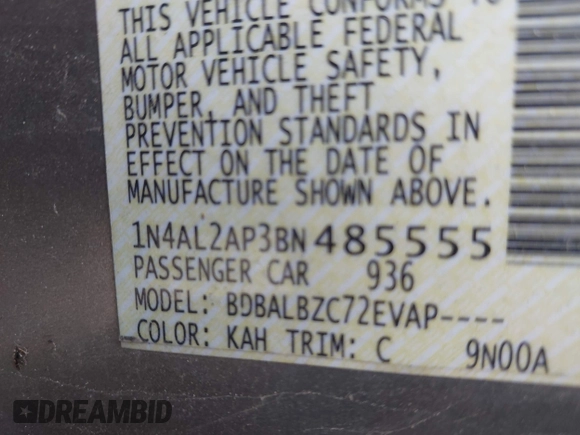 THIS VEHICLE CONFORMS TO
ALL APPLICABLE FEDERAL
MOTOR VEHICLE SAFETY,
BUMPER, AND THEFT
PREVENTION STANDARDS IN
EFFECT ON THE DATE OF
MANUFACTURE SHOWN ABOVE.
1N4AL2AP3BN485555
PASSENGER CAR 936
MODEL: BDBALBZC72EVAP----
COLOR: KAH TRIM: C 9N00A
DREAMBID